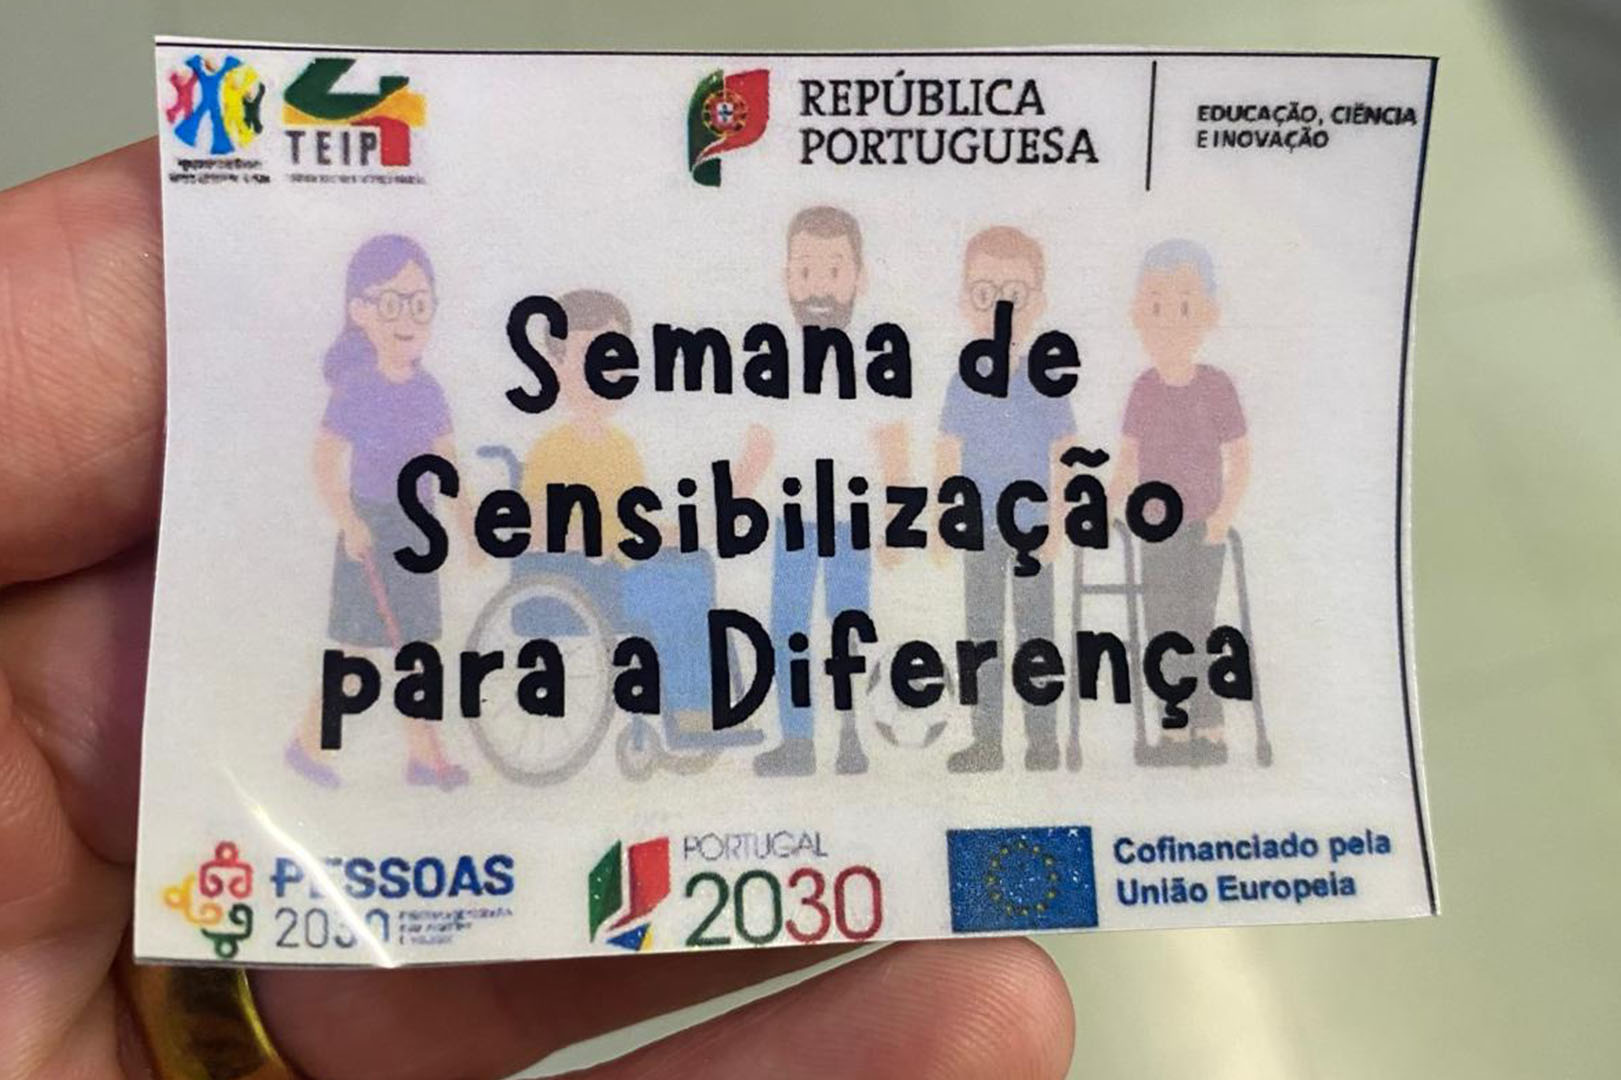 TEIP
REPÚBLICA
PORTUGUESA
EDUCAÇÃO, CIÊNCIA
E INOVAÇÃO
Semana de
Sensibilização
para a Diferença
PESSOAS
2030
PORTUGAL
2030
Cofinanciado pela
União Europeia